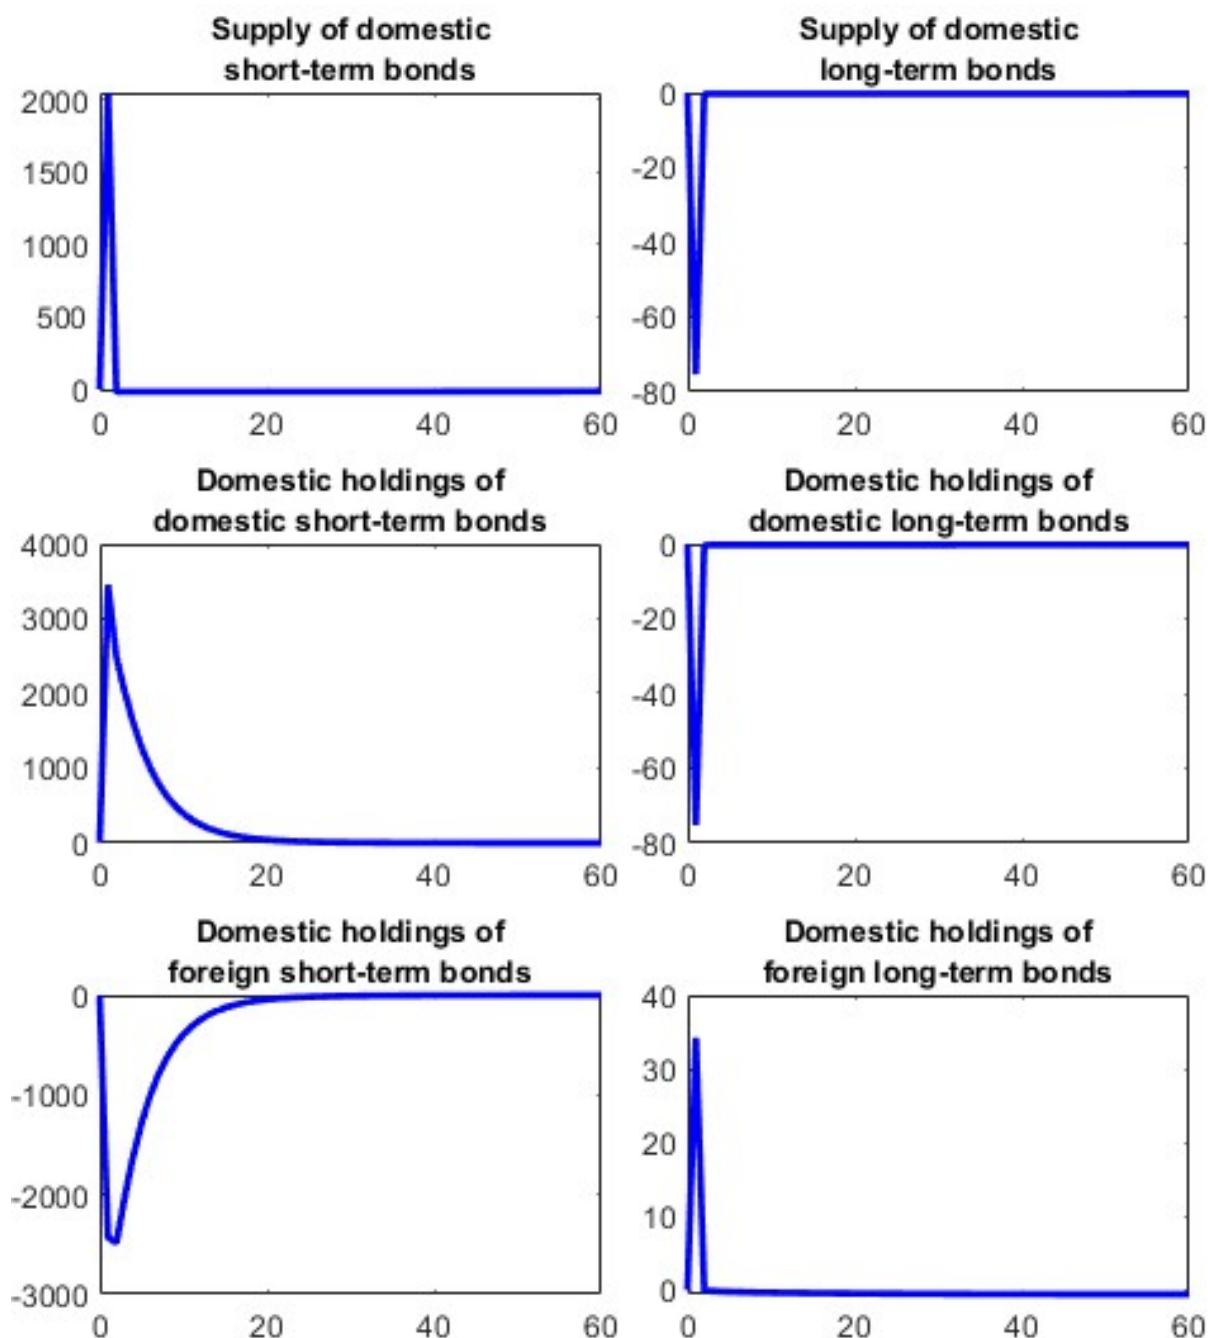 Supply of domestic
short-term bonds
2000
1500
1000
500
0
0 20 40 60
Supply of domestic
long-term bonds
0
-20
-40
-60
-80
0 20 40 60
Domestic holdings of
domestic short-term bonds
4000
3000
2000
1000
0
0 20 40 60
Domestic holdings of
domestic long-term bonds
0
-20
-40
-60
-80
0 20 40 60
Domestic holdings of
foreign short-term bonds
0
-1000
-2000
-3000
0 20 40 60
Domestic holdings of
foreign long-term bonds
40
30
20
10
0
0 20 40 60